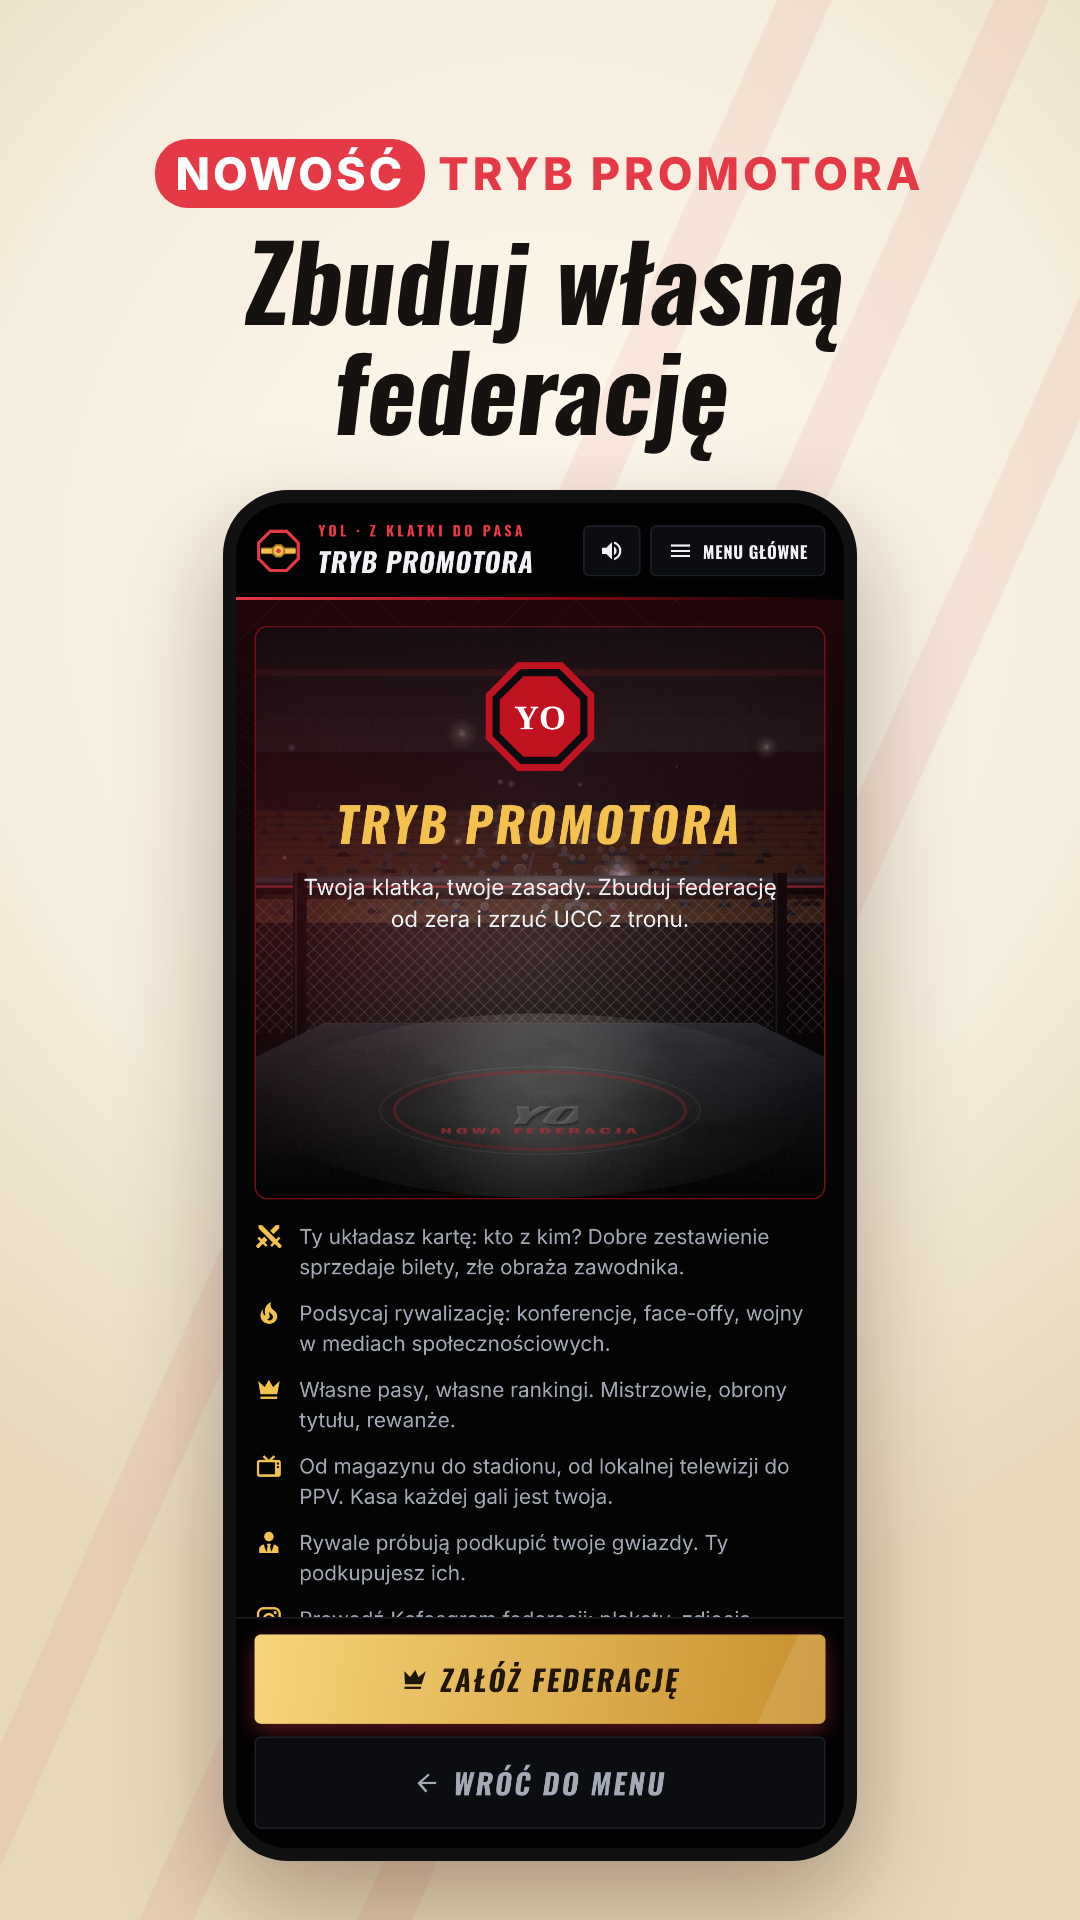 NOWOŚĆ TRYB PROMOTORA
Zbuduj własną
federację
YOL · Z KLATKI DO PASA
TRYB PROMOTORA
MENU GŁÓWNE
YO
TRYB PROMOTORA
Twoja klatka, twoje zasady. Zbuduj federację
od zera i zrzuć UCC z tronu.
YO
NOWA FEDERACJA
Ty układasz kartę: kto z kim? Dobre zestawienie
sprzedaje bilety, złe obraża zawodnika.
Podsycaj rywalizację: konferencje, face-offy, wojny
w mediach społecznościowych.
Własne pasy, własne rankingi. Mistrzowie, obrony
tytułu, rewanże.
Od magazynu do stadionu, od lokalnej telewizji do
PPV. Kasa każdej gali jest twoja.
Rywale próbują podkupić twoje gwiazdy. Ty
podkupujesz ich.
ZAŁÓŻ FEDERACJĘ
WRÓĆ DO MENU